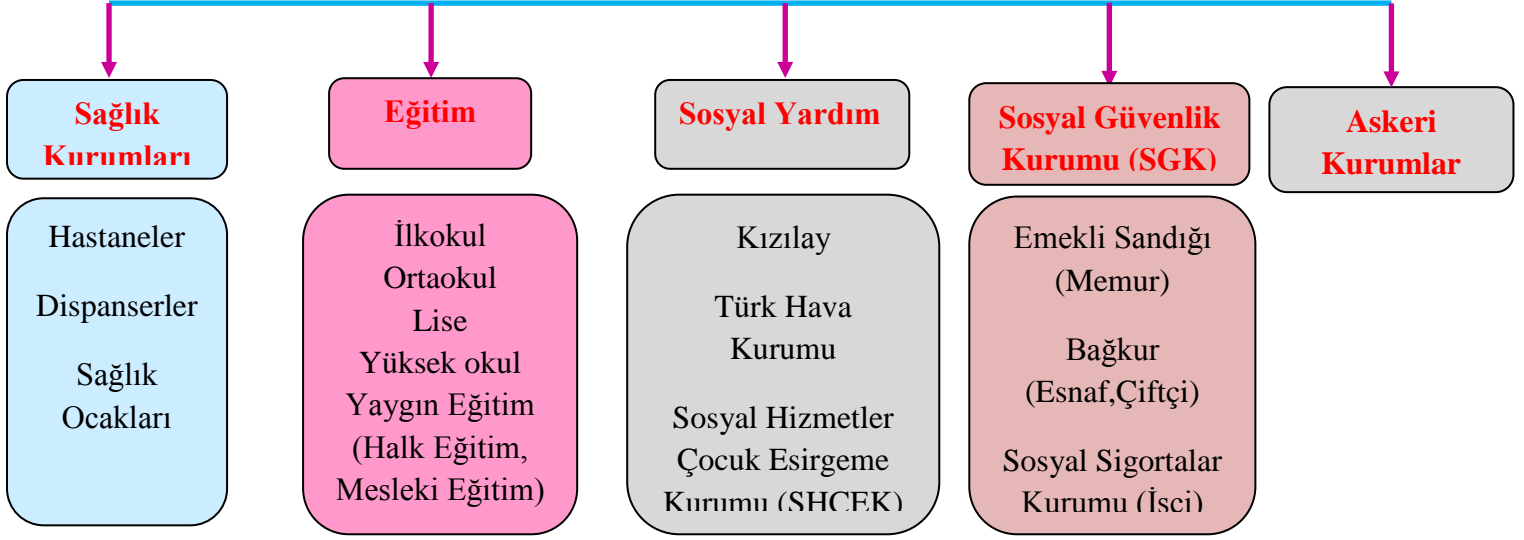 Sağlık
Kurumları
Eğitim
Sosyal Yardım
Sosyal Güvenlik
Kurumu (SGK)
Askeri
Kurumlar
Hastaneler
Dispanserler
Sağlık
Ocakları
İlkokul
Ortaokul
Lise
Yüksek okul
Yaygın Eğitim
(Halk Eğitim,
Mesleki Eğitim)
Kızılay
Türk Hava
Kurumu
Sosyal Hizmetler
Çocuk Esirgeme
Kurumu (SHÇEK)
Emekli Sandığı
(Memur)
Bağkur
(Esnaf,Çiftçi)
Sosyal Sigortalar
Kurumu (İşçi)